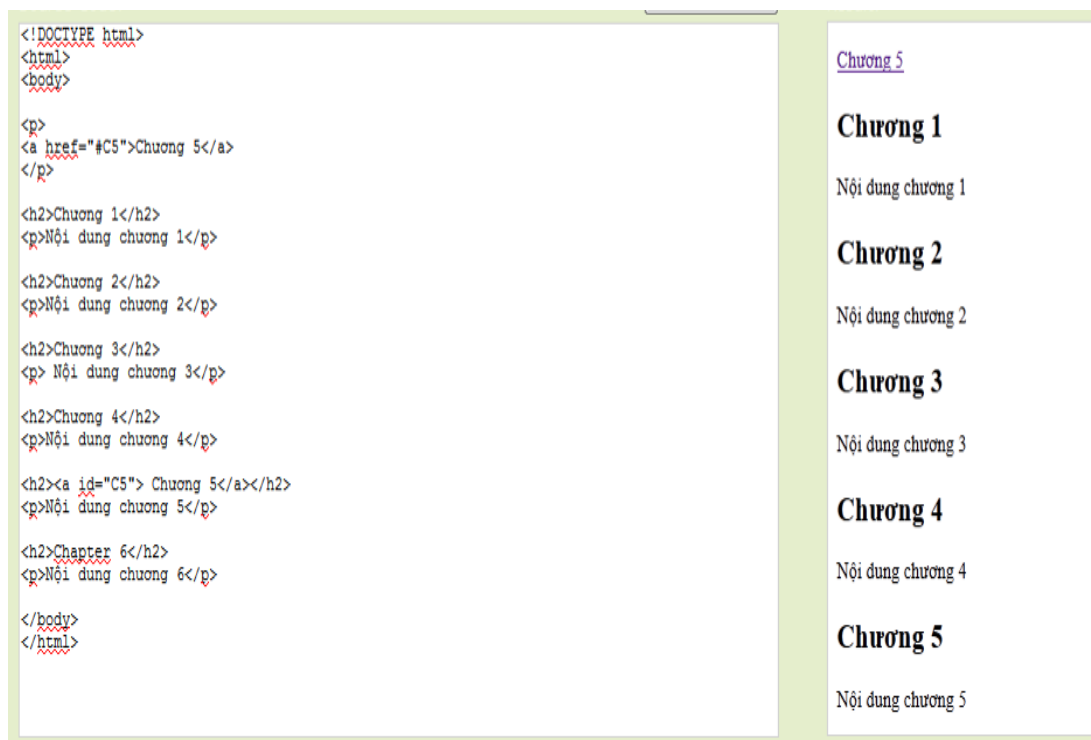 <!DOCTYPE html>
<html>
<body>
<p>
<a href="#C5">Chương 5</a>
</p>
<h2>Chương 1</h2>
<p>Nội dung chương 1</p>
<h2>Chương 2</h2>
<p>Nội dung chương 2</p>
<h2>Chương 3</h2>
<p> Nội dung chương 3</p>
<h2>Chương 4</h2>
<p>Nội dung chương 4</p>
<h2><a id="C5"> Chương 5</a></h2>
<p>Nội dung chương 5</p>
<h2>Chapter 6</h2>
<p>Nội dung chương 6</p>
</body>
</html>
Chương 5
Chương 1
Nội dung chương 1
Chương 2
Nội dung chương 2
Chương 3
Nội dung chương 3
Chương 4
Nội dung chương 4
Chương 5
Nội dung chương 5